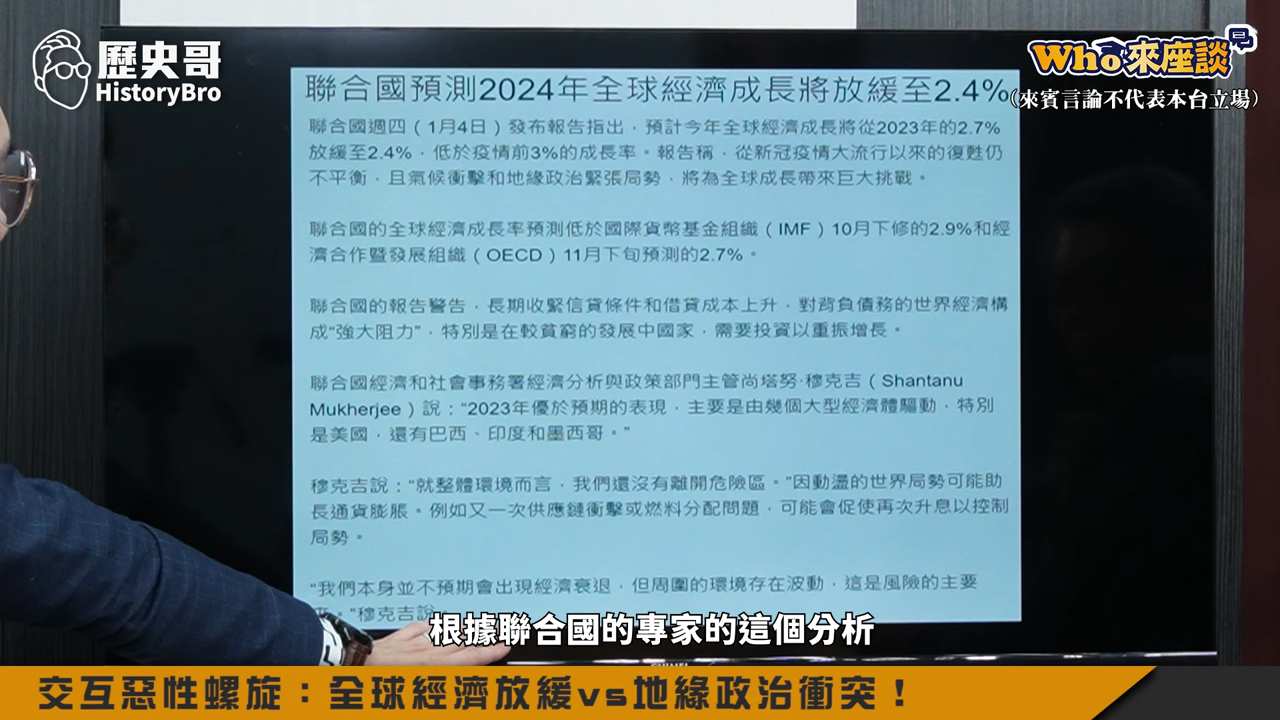 歷史哥
HistoryBro
Who來座談
(來賓言論不代表本台立場)
聯合國預測2024年全球經濟成長將放緩至2.4%
聯合國週四（1月4日）發布報告指出，預計今年全球經濟成長將從2023年的2.7%
放緩至2.4%，低於疫情前3%的成長率。報告稱，從新冠疫情大流行以來的復甦仍
不平衡，且氣候衝擊和地緣政治緊張局勢，將為全球成長帶來巨大挑戰。
聯合國的全球經濟成長率預測低於國際貨幣基金組織（IMF）10月下修的2.9%和經
濟合作暨發展組織（OECD）11月下旬預測的2.7%。
聯合國的報告警告，長期收緊信貸條件和借貸成本上升，對背負債務的世界經濟構
成“強大阻力”，特別是在較貧窮的發展中國家，需要投資以重振增長。
聯合國經濟和社會事務署經濟分析與政策部門主管尚塔努·穆克吉（Shantanu
Mukherjee）說：“2023年優於預期的表現，主要是由幾個大型經濟體驅動，特別
是美國，還有巴西、印度和墨西哥。”
穆克吉說：“就整體環境而言，我們還沒有離開危險區。”因動盪的世界局勢可能助
長通貨膨脹。例如又一次供應鏈衝擊或燃料分配問題，可能會促使再次升息以控制
局勢。
“我們本身並不預期會出現經濟衰退，但周圍的環境存在波動，這是風險的主要
來。”穆克吉說
根據聯合國的專家的這個分析
交互惡性螺旋：全球經濟放緩vs地緣政治衝突！